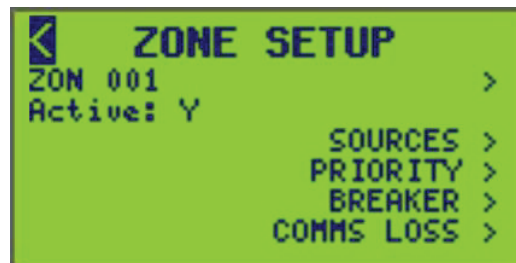 < ZONE SETUP
ZON 001 >
Active: Y
SOURCES >
PRIORITY >
BREAKER >
COMMS LOSS >